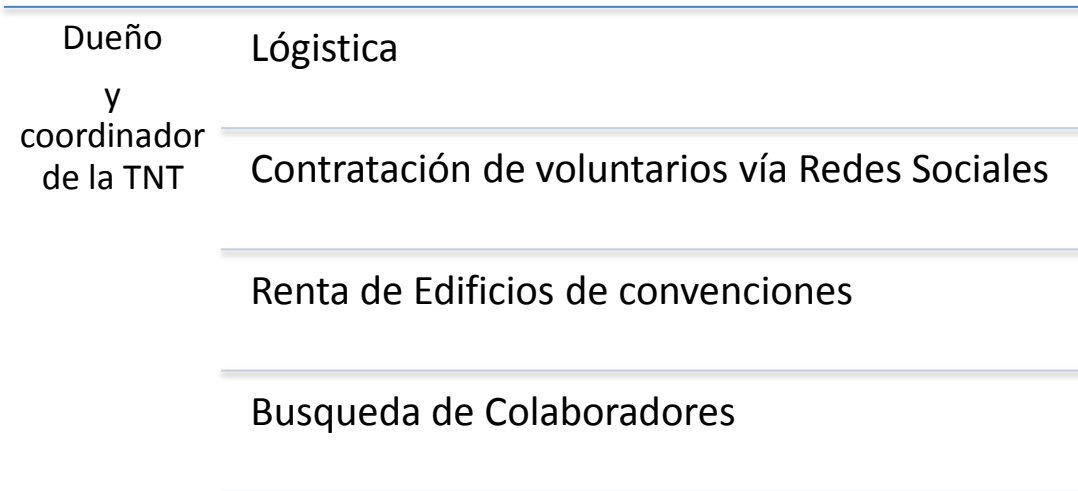 Dueño
y
coordinador
de la TNT
Lógistica
Contratación de voluntarios vía Redes Sociales
Renta de Edificios de convenciones
Busqueda de Colaboradores